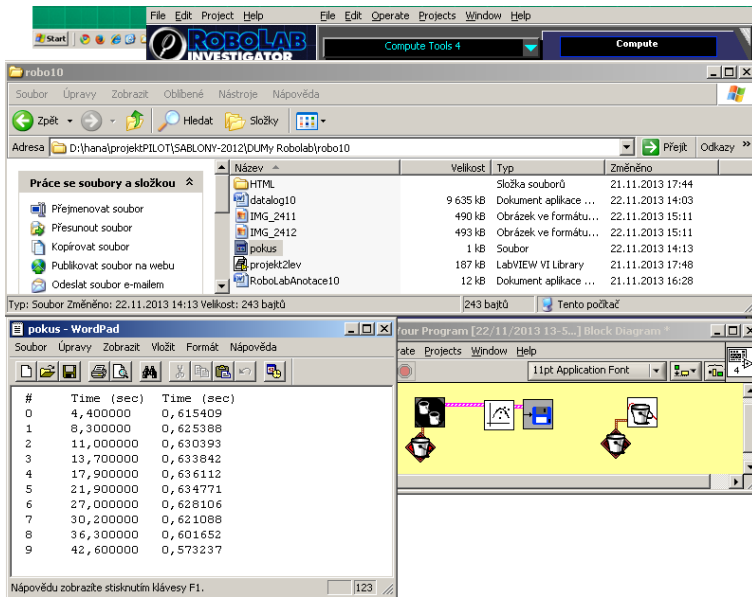 File Edit Project Help
File Edit Operate Projects Window Help
Start
ROBOLAB
INVESTIGATOR
Compute Tools 4
Compute
robo10
Soubor Úpravy Zobrazit Oblíbené Nástroje Nápověda
Zpět Hledat Složky
Adresa D:\hana\projektPILOT\SABLONY-2012\DUMy Robolab\robo10 Přejít Odkazy »
Práce se soubory a složkou
Přejmenovat soubor
Přesunout soubor
Kopírovat soubor
Publikovat soubor na webu
Odeslat soubor e-mailem
Název Velikost Typ Změněno
HTML Složka souborů 21.11.2013 17:44
datalog10 9 635 kB Dokument aplikace ... 22.11.2013 14:03
IMG_2411 490 kB Obrázek ve formátu... 22.11.2013 15:11
IMG_2412 493 kB Obrázek ve formátu... 22.11.2013 15:11
pokus 1 kB Soubor 22.11.2013 14:13
projekt2lev 187 kB LabVIEW VI Library 21.11.2013 17:48
RoboLabAnotace10 12 kB Dokument aplikace ... 21.11.2013 16:28
Typ: Soubor Změněno: 22.11.2013 14:13 Velikost: 243 bajtů 243 bajtů Tento počítač
pokus - WordPad
Soubor Úpravy Zobrazit Vložit Formát Nápověda
# Time (sec) Time (sec)
0 4,400000 0,615409
1 8,300000 0,625388
2 11,000000 0,630393
3 13,700000 0,633842
4 17,900000 0,636112
5 21,900000 0,634771
6 27,000000 0,628106
7 30,200000 0,621088
8 36,300000 0,601652
9 42,600000 0,573237
Nápovědu zobrazíte stisknutím klávesy F1. 123
Your Program [22/11/2013 13-5...] Block Diagram *
rate Projects Window Help
11pt Application Font
4